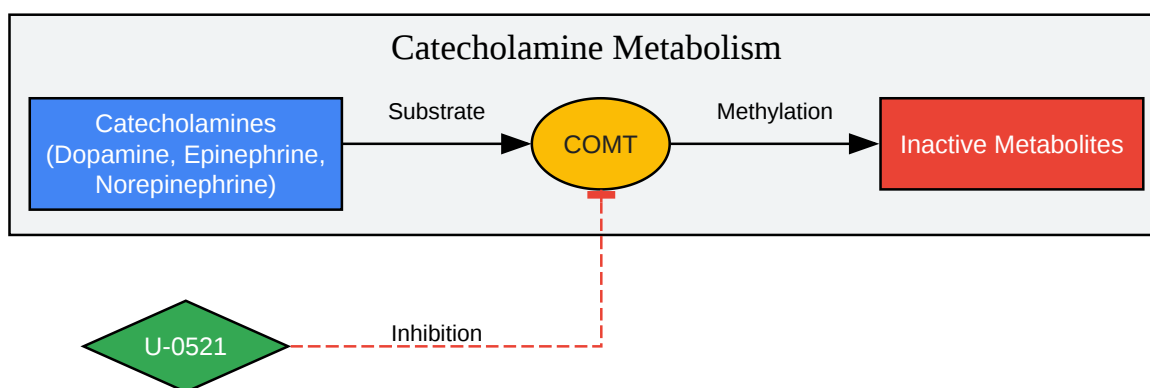 Catecholamine Metabolism
Catecholamines
(Dopamine, Epinephrine,
Norepinephrine)
Substrate
COMT
Methylation
Inactive Metabolites
U-0521
Inhibition